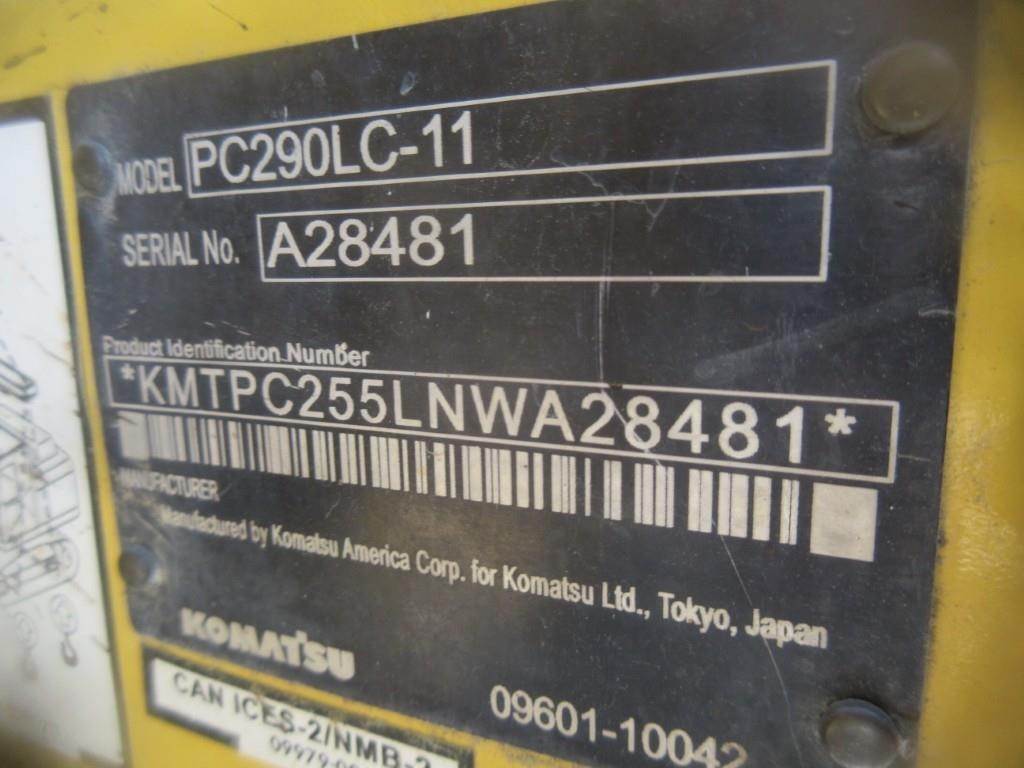 MODEL PC290LC-11
SERIAL No. A28481
Product Identification Number
*KMTPC255LNWA28481*
MANUFACTURER
Manufactured by Komatsu America Corp. for Komatsu Ltd., Tokyo, Japan
KOMATSU
09601-10042
CAN ICES-2/NMB-2